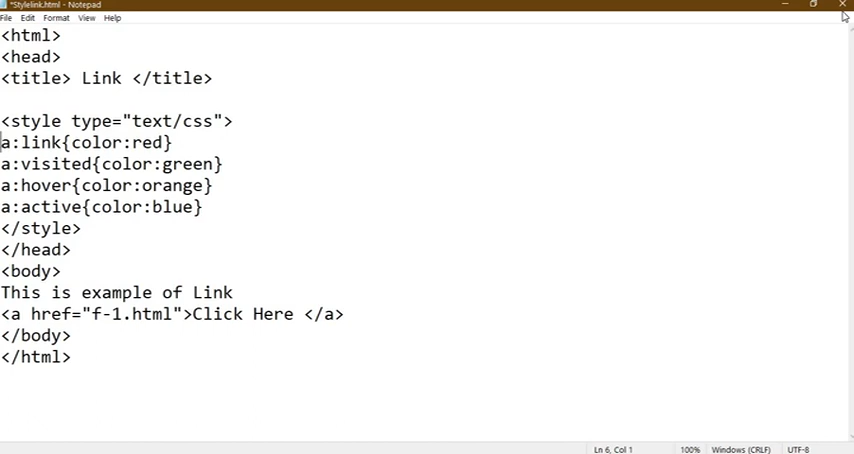 *Stylelink.html - Notepad
File Edit Format View Help
<html>
<head>
<title> Link </title>
<style type="text/css">
a:link{color:red}
a:visited{color:green}
a:hover{color:orange}
a:active{color:blue}
</style>
</head>
<body>
This is example of Link
<a href="f-1.html">Click Here </a>
</body>
</html>
Ln 6, Col 1 100% Windows (CRLF) UTF-8